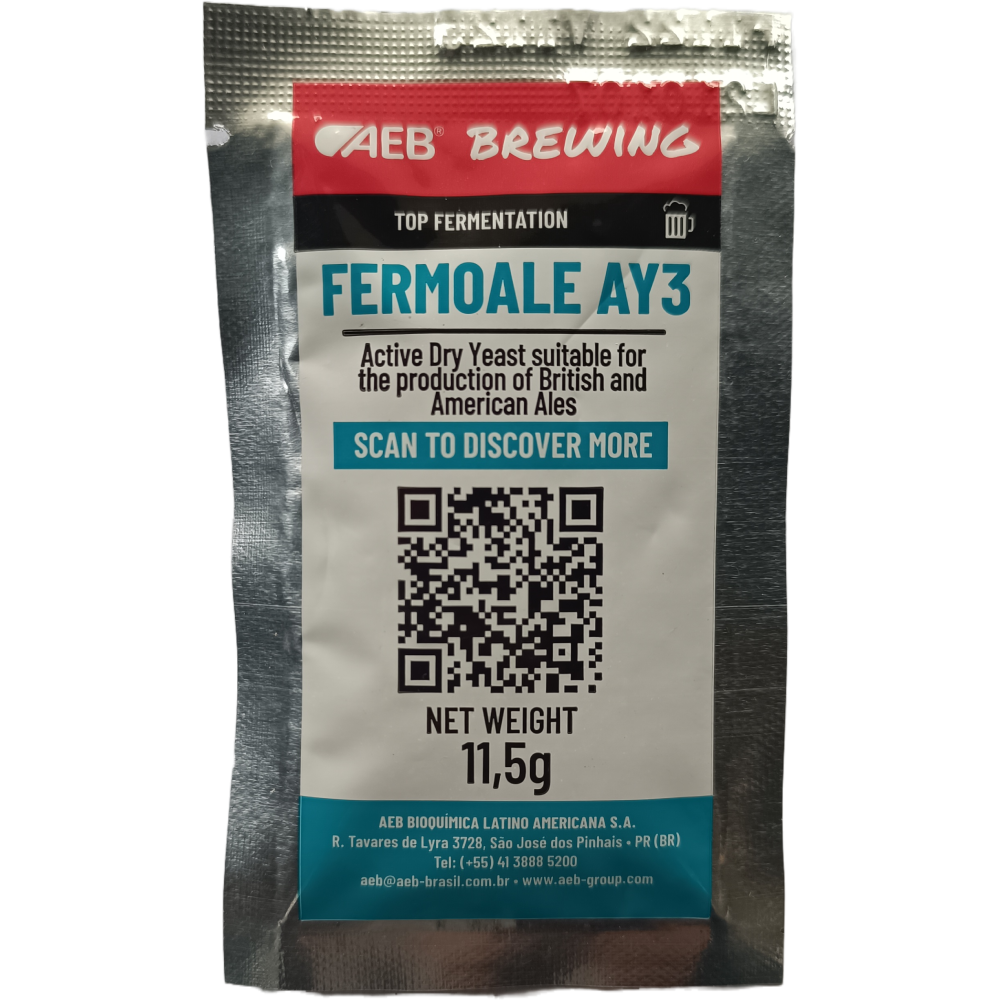 AEB® BREWING
TOP FERMENTATION
FERMOALE AY3
Active Dry Yeast suitable for
the production of British and
American Ales
SCAN TO DISCOVER MORE
NET WEIGHT
11,5g
AEB BIOQUÍMICA LATINO AMERICANA S.A.
R. Tavares de Lyra 3728, São José dos Pinhais • PR (BR)
Tel: (+55) 41 3888 5200
aeb@aeb-brasil.com.br • www.aeb-group.com